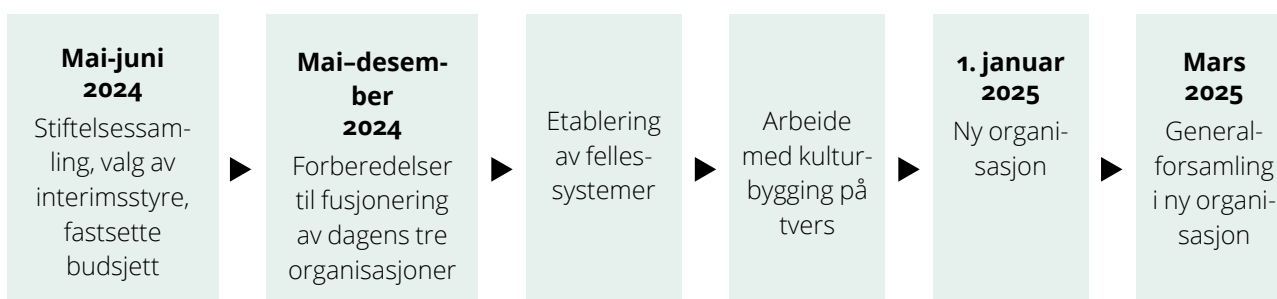 Mai-juni
2024
Stiftelsessam-
ling, valg av
interimsstyre,
fastsette
budsjett
Mai–desem-
ber
2024
Forberedelser
til fusjonering
av dagens tre
organisasjoner
Etablering
av felles-
systemer
Arbeide
med kultur-
bygging på
tvers
1. januar
2025
Ny organi-
sasjon
Mars
2025
General-
forsamling
i ny organi-
sasjon